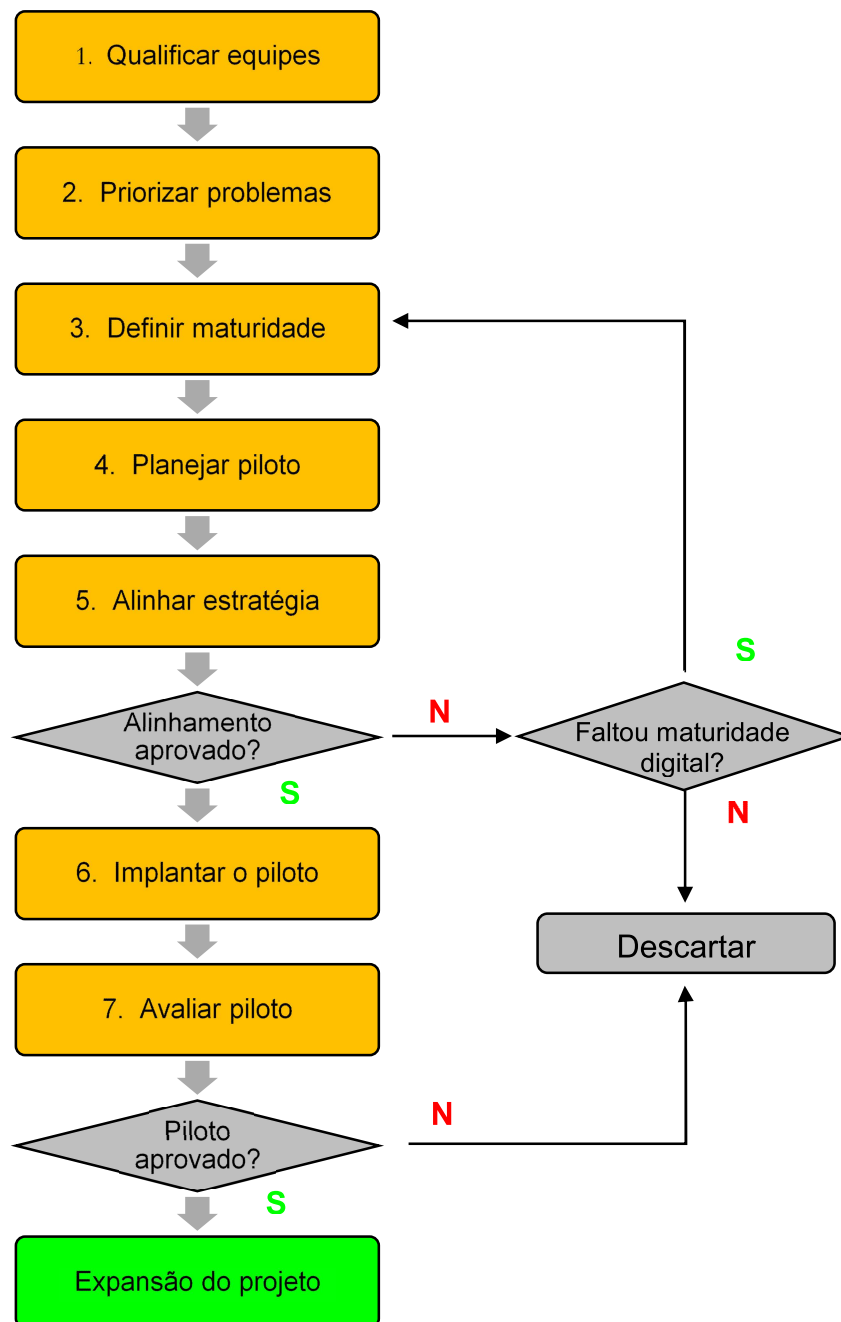 1. Qualificar equipes
2. Priorizar problemas
3. Definir maturidade
4. Planejar piloto
5. Alinhar estratégia
S
Alinhamento
aprovado?
N
Faltou maturidade
digital?
S
N
6. Implantar o piloto
Descartar
7. Avaliar piloto
Piloto
aprovado?
N
S
Expansão do projeto